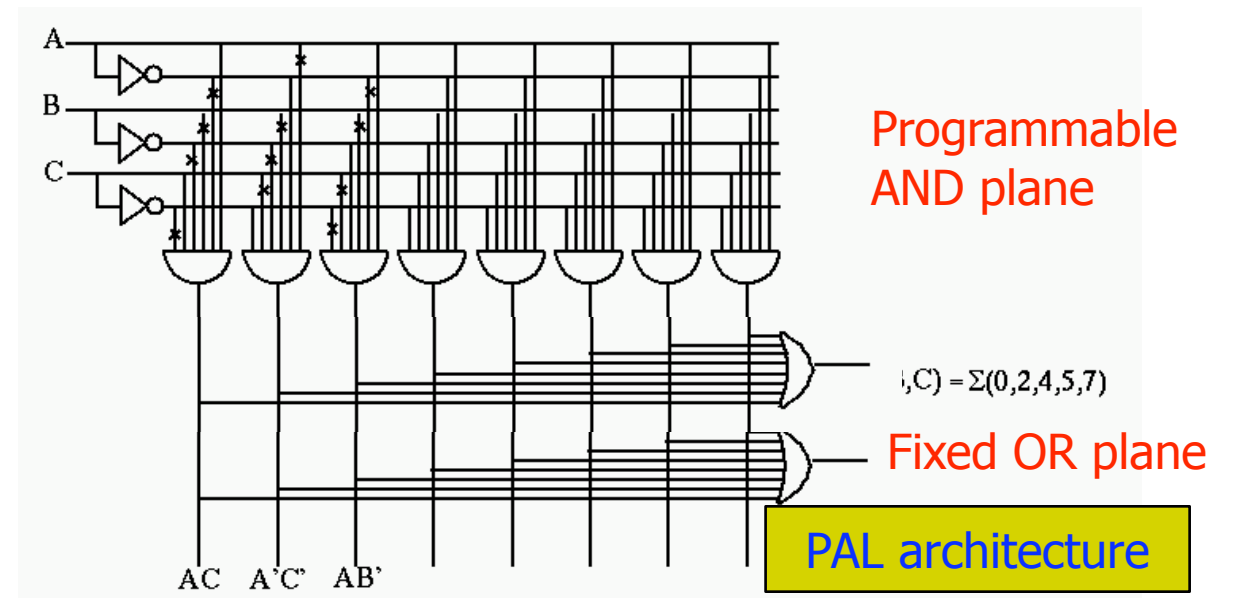 A
B
C
Programmable
AND plane
,C) = Σ(0,2,4,5,7)
Fixed OR plane
PAL architecture
AC A’C’ AB’